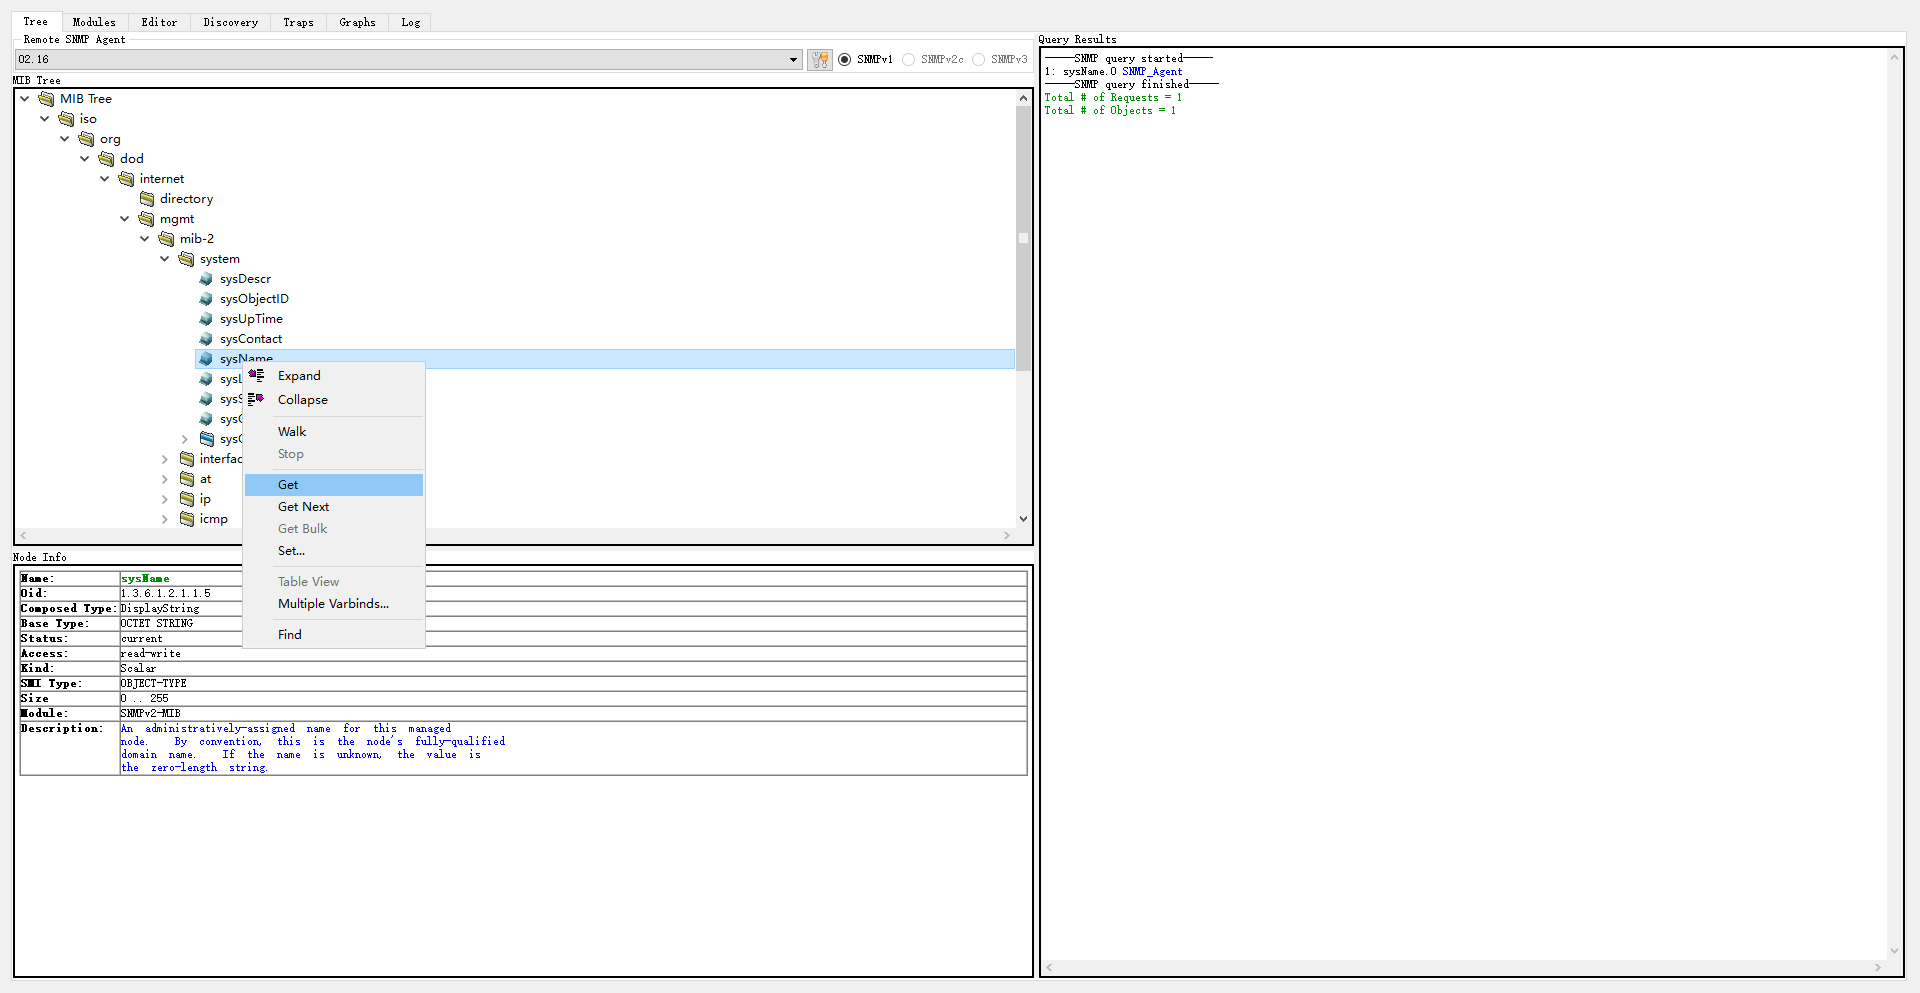 Tree Modules Editor Discovery Traps Graphs Log
Remote SNMP Agent
02.16 SNMPv1 SNMPv2c SNMPv3
MIB Tree
MIB Tree
iso
org
dod
internet
directory
mgmt
mib-2
system
sysDescr
sysObjectID
sysUpTime
sysContact
sysName
Expand
Collapse
Walk
Stop
Get
Get Next
Get Bulk
Set...
Table View
Multiple Varbinds...
Find
at
ip
icmp
Node Info
Name: sysName
Oid: 1.3.6.1.2.1.1.5
Composed Type: DisplayString
Base Type: OCTET STRING
Status: current
Access: read-write
Kind: Scalar
SMI Type: OBJECT-TYPE
Size 0 .. 255
Module: SNMPv2-MIB
Description: An administratively-assigned name for this managed
node. By convention, this is the node's fully-qualified
domain name. If the name is unknown, the value is
the zero-length string.
Query Results
-----SNMP query started-----
1: sysName.0 SNMP_Agent
-----SNMP query finished-----
Total # of Requests = 1
Total # of Objects = 1